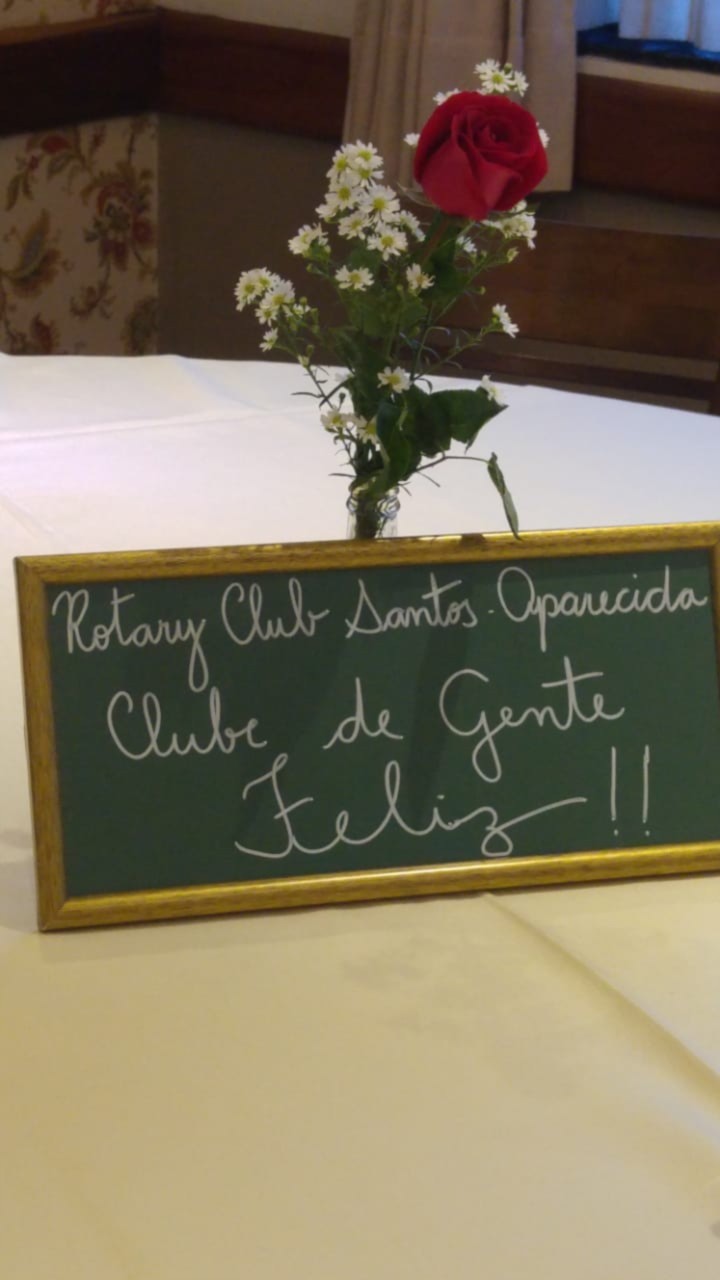 Rotary Club Santos-Aparecida
Clube de Gente
Feliz !!